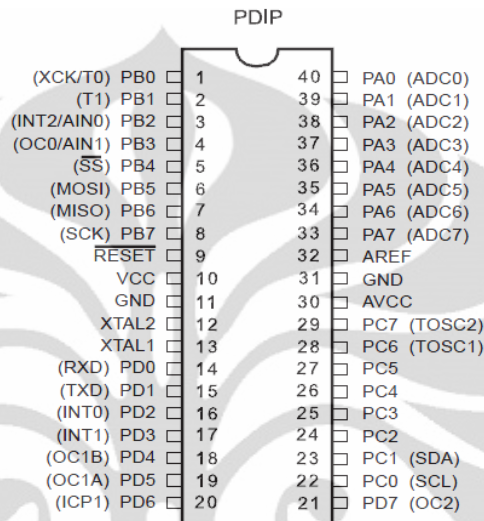 PDIP
(XCK/T0) PB0 1 40 PA0 (ADC0)
(T1) PB1 2 39 PA1 (ADC1)
(INT2/AIN0) PB2 3 38 PA2 (ADC2)
(OC0/AIN1) PB3 4 37 PA3 (ADC3)
(SS) PB4 5 36 PA4 (ADC4)
(MOSI) PB5 6 35 PA5 (ADC5)
(MISO) PB6 7 34 PA6 (ADC6)
(SCK) PB7 8 33 PA7 (ADC7)
RESET 9 32 AREF
VCC 10 31 GND
GND 11 30 AVCC
XTAL2 12 29 PC7 (TOSC2)
XTAL1 13 28 PC6 (TOSC1)
(RXD) PD0 14 27 PC5
(TXD) PD1 15 26 PC4
(INT0) PD2 16 25 PC3
(INT1) PD3 17 24 PC2
(OC1B) PD4 18 23 PC1 (SDA)
(OC1A) PD5 19 22 PC0 (SCL)
(ICP1) PD6 20 21 PD7 (OC2)